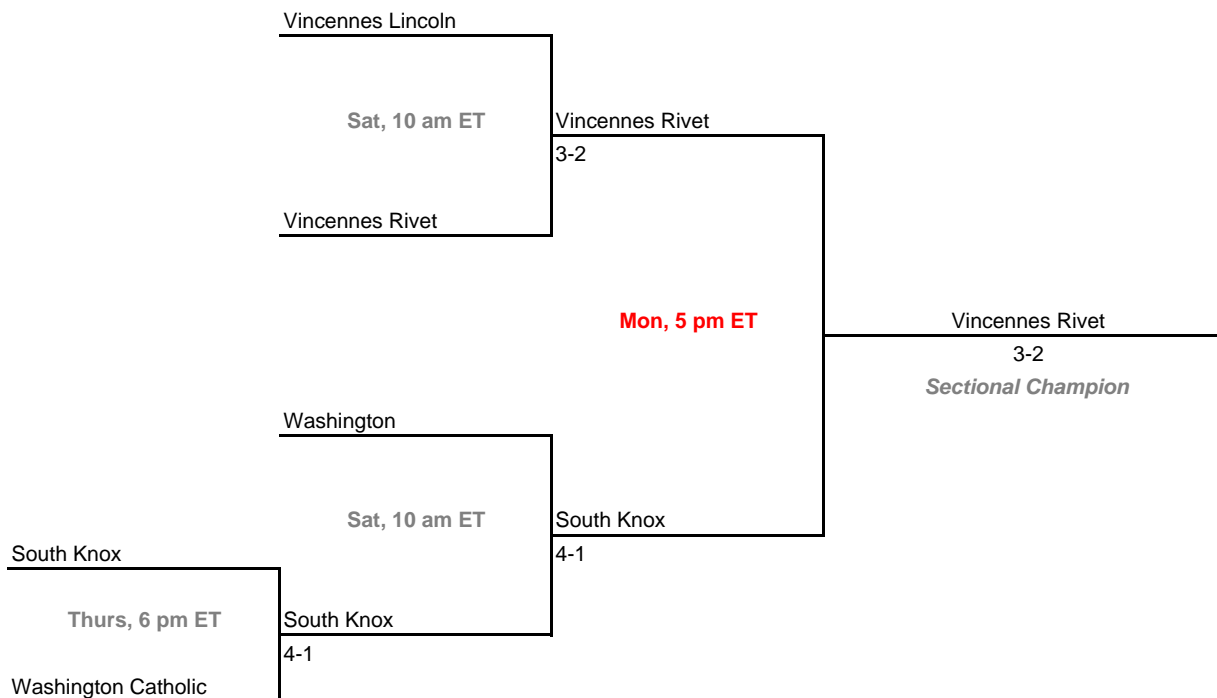 Vincennes Lincoln
Sat, 10 am ET
Vincennes Rivet
3-2
Vincennes Rivet
Mon, 5 pm ET
Vincennes Rivet
3-2
Sectional Champion
Washington
Sat, 10 am ET
South Knox
4-1
South Knox
Thurs, 6 pm ET
South Knox
4-1
Washington Catholic